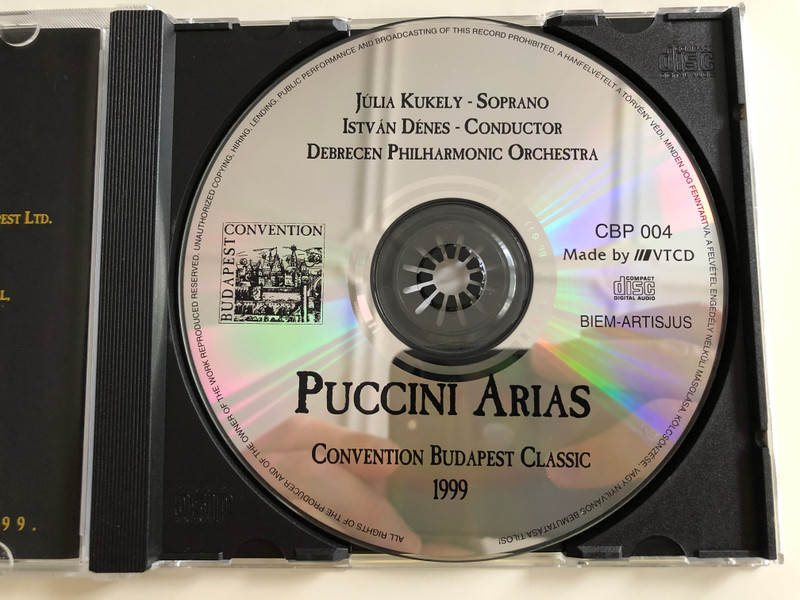 JÚLIA KUKELY - SOPRANO
ISTVÁN DÉNES - CONDUCTOR
DEBRECEN PHILHARMONIC ORCHESTRA
CONVENTION
BUDAPEST
CBP 004
Made by VTCD
COMPACT
disc
DIGITAL AUDIO
BIEM-ARTISJUS
PUCCINI ARIAS
CONVENTION BUDAPEST CLASSIC
1999
ALL RIGHTS OF THE PRODUCER AND OF THE OWNER OF THE WORK REPRODUCED RESERVED. UNAUTHORIZED COPYING, HIRING, LENDING, PUBLIC PERFORMANCE AND BROADCASTING OF THIS RECORD PROHIBITED. A HANFELVÉTELT A TÖRVÉNY VÉDI, MINDEN JOG FENNTARTVA. A FELVÉTEL ENGEDÉLY NÉLKÜLI MÁSOLÁSA, KÖLCSÖNZÉSE, VAGY NYILVÁNOS BEMUTATÁSA TILOS!
PEST LTD.
L,
99.
COMPACT
disc